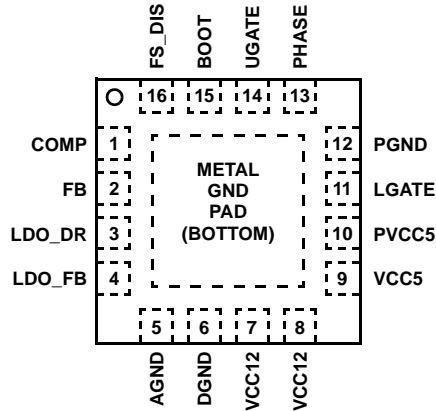 FS_DIS
BOOT
UGATE
PHASE
16
15
14
13
COMP
1
FB
2
LDO_DR
3
LDO_FB
4
METAL
GND
PAD
(BOTTOM)
12
PGND
11
LGATE
10
PVCC5
9
VCC5
5
6
7
8
AGND
DGND
VCC12
VCC12